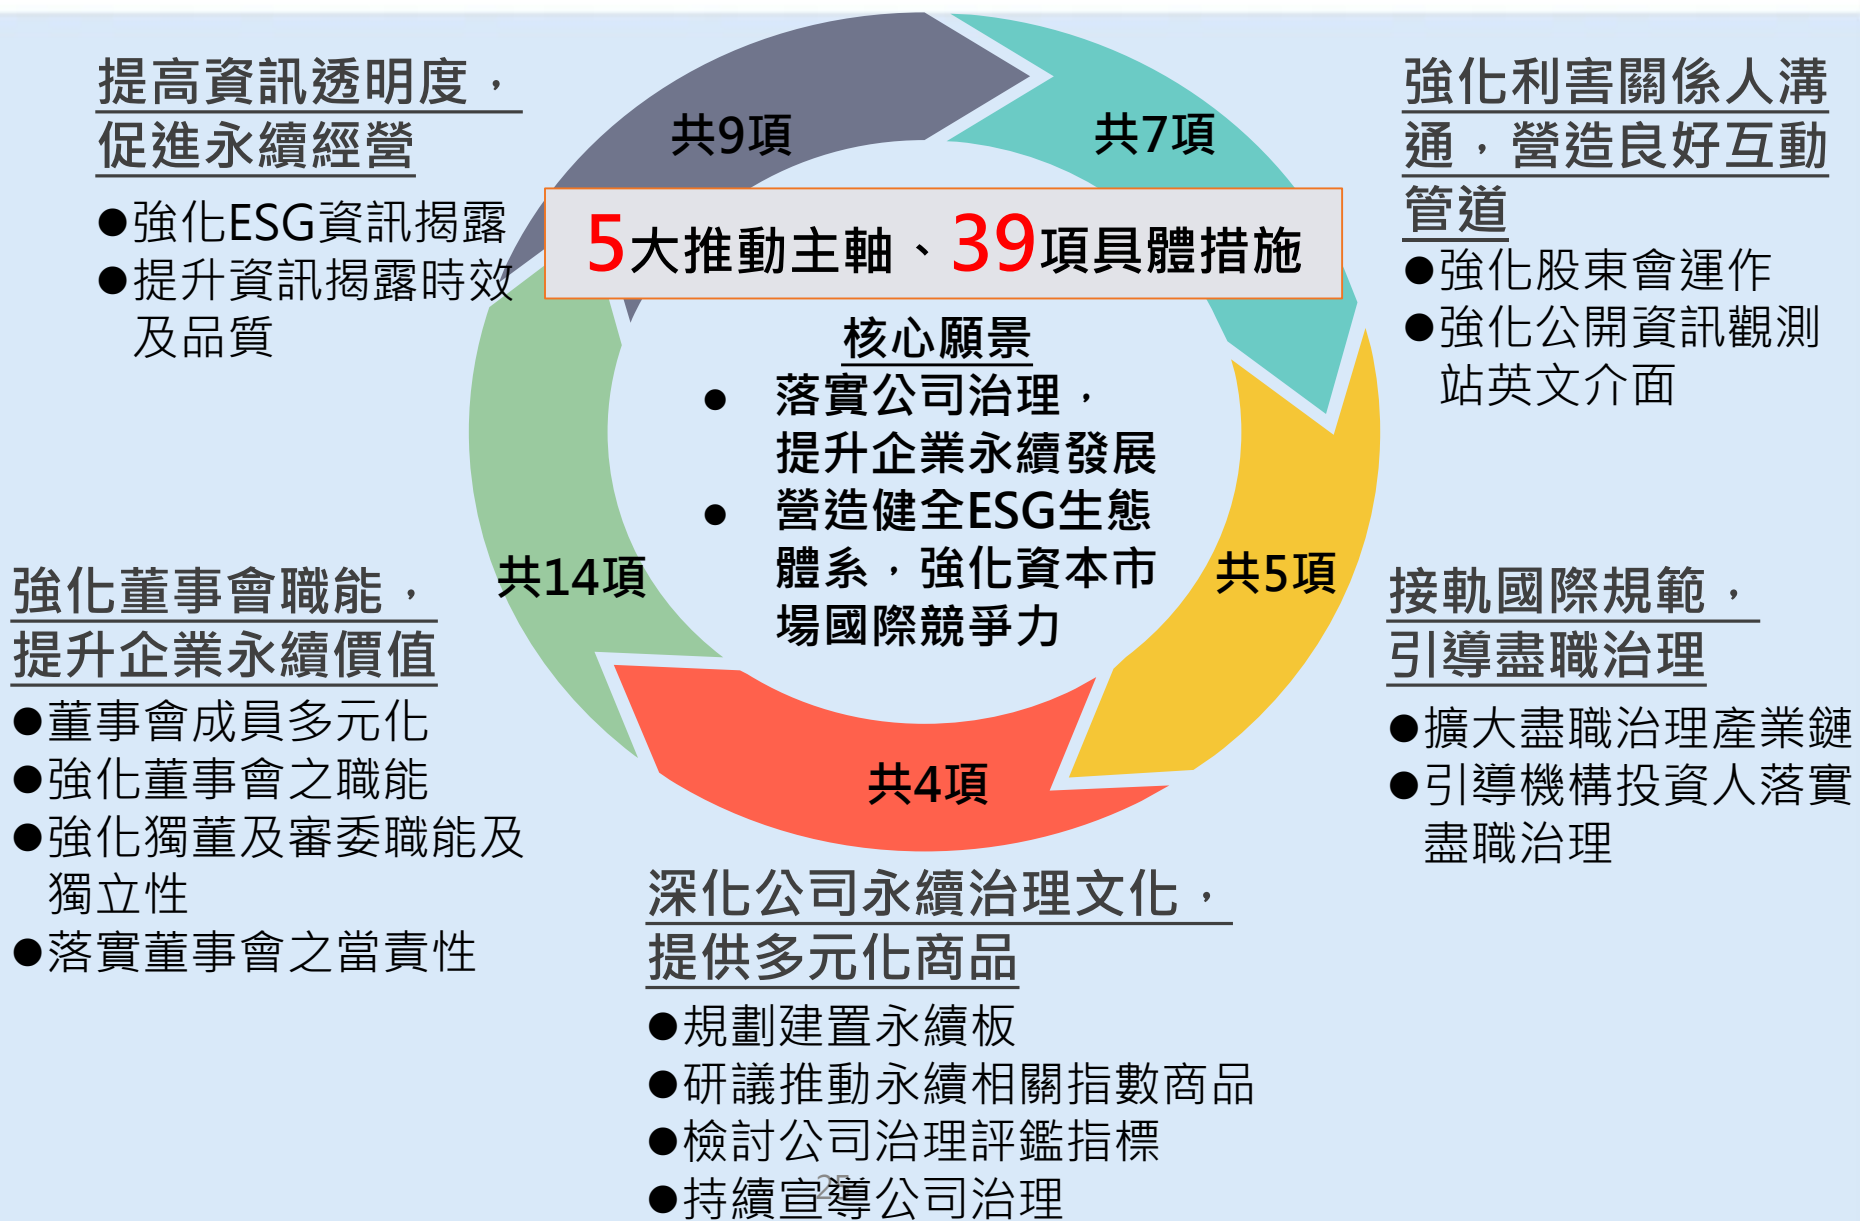 提高資訊透明度，
促進永續經營
●強化ESG資訊揭露
●提升資訊揭露時效
及品質
共9項
共7項
強化利害關係人溝
通，營造良好互動
管道
●強化股東會運作
●強化公開資訊觀測
站英文介面
5大推動主軸、39項具體措施
核心願景
● 落實公司治理，
提升企業永續發展
● 營造健全ESG生態
體系，強化資本市
場國際競爭力
共14項
共5項
共4項
強化董事會職能，
提升企業永續價值
●董事會成員多元化
●強化董事會之職能
●強化獨董及審委職能及
獨立性
●落實董事會之當責性
接軌國際規範，
引導盡職治理
●擴大盡職治理產業鏈
●引導機構投資人落實
盡職治理
深化公司永續治理文化，
提供多元化商品
●規劃建置永續板
●研議推動永續相關指數商品
●檢討公司治理評鑑指標
●持續宣導公司治理
25